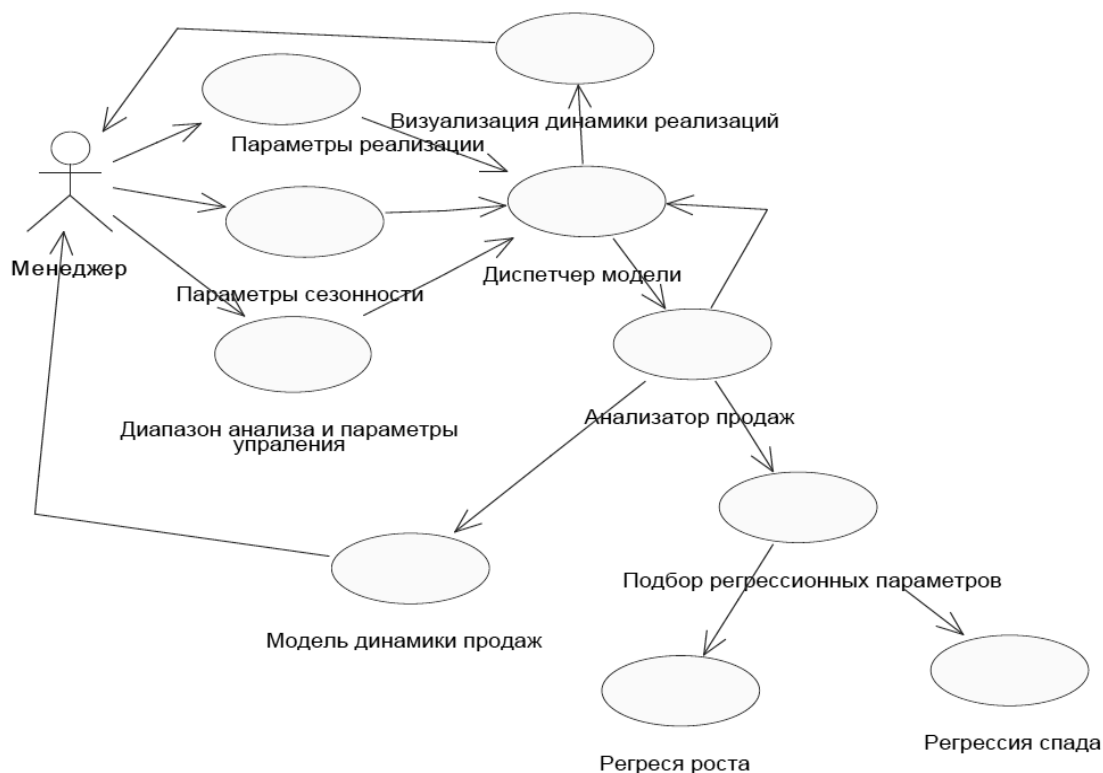 Визуализация динамики реализаций
Параметры реализации
Менеджер
Диспетчер модели
Параметры сезонности
Анализатор продаж
Диапазон анализа и параметры
упраления
Подбор регрессионных параметров
Модель динамики продаж
Регрессия спада
Регреся роста